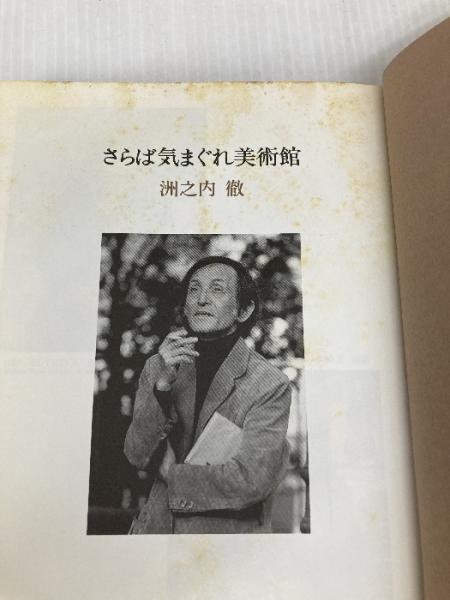 さらば気まぐれ美術館
洲之内 徹